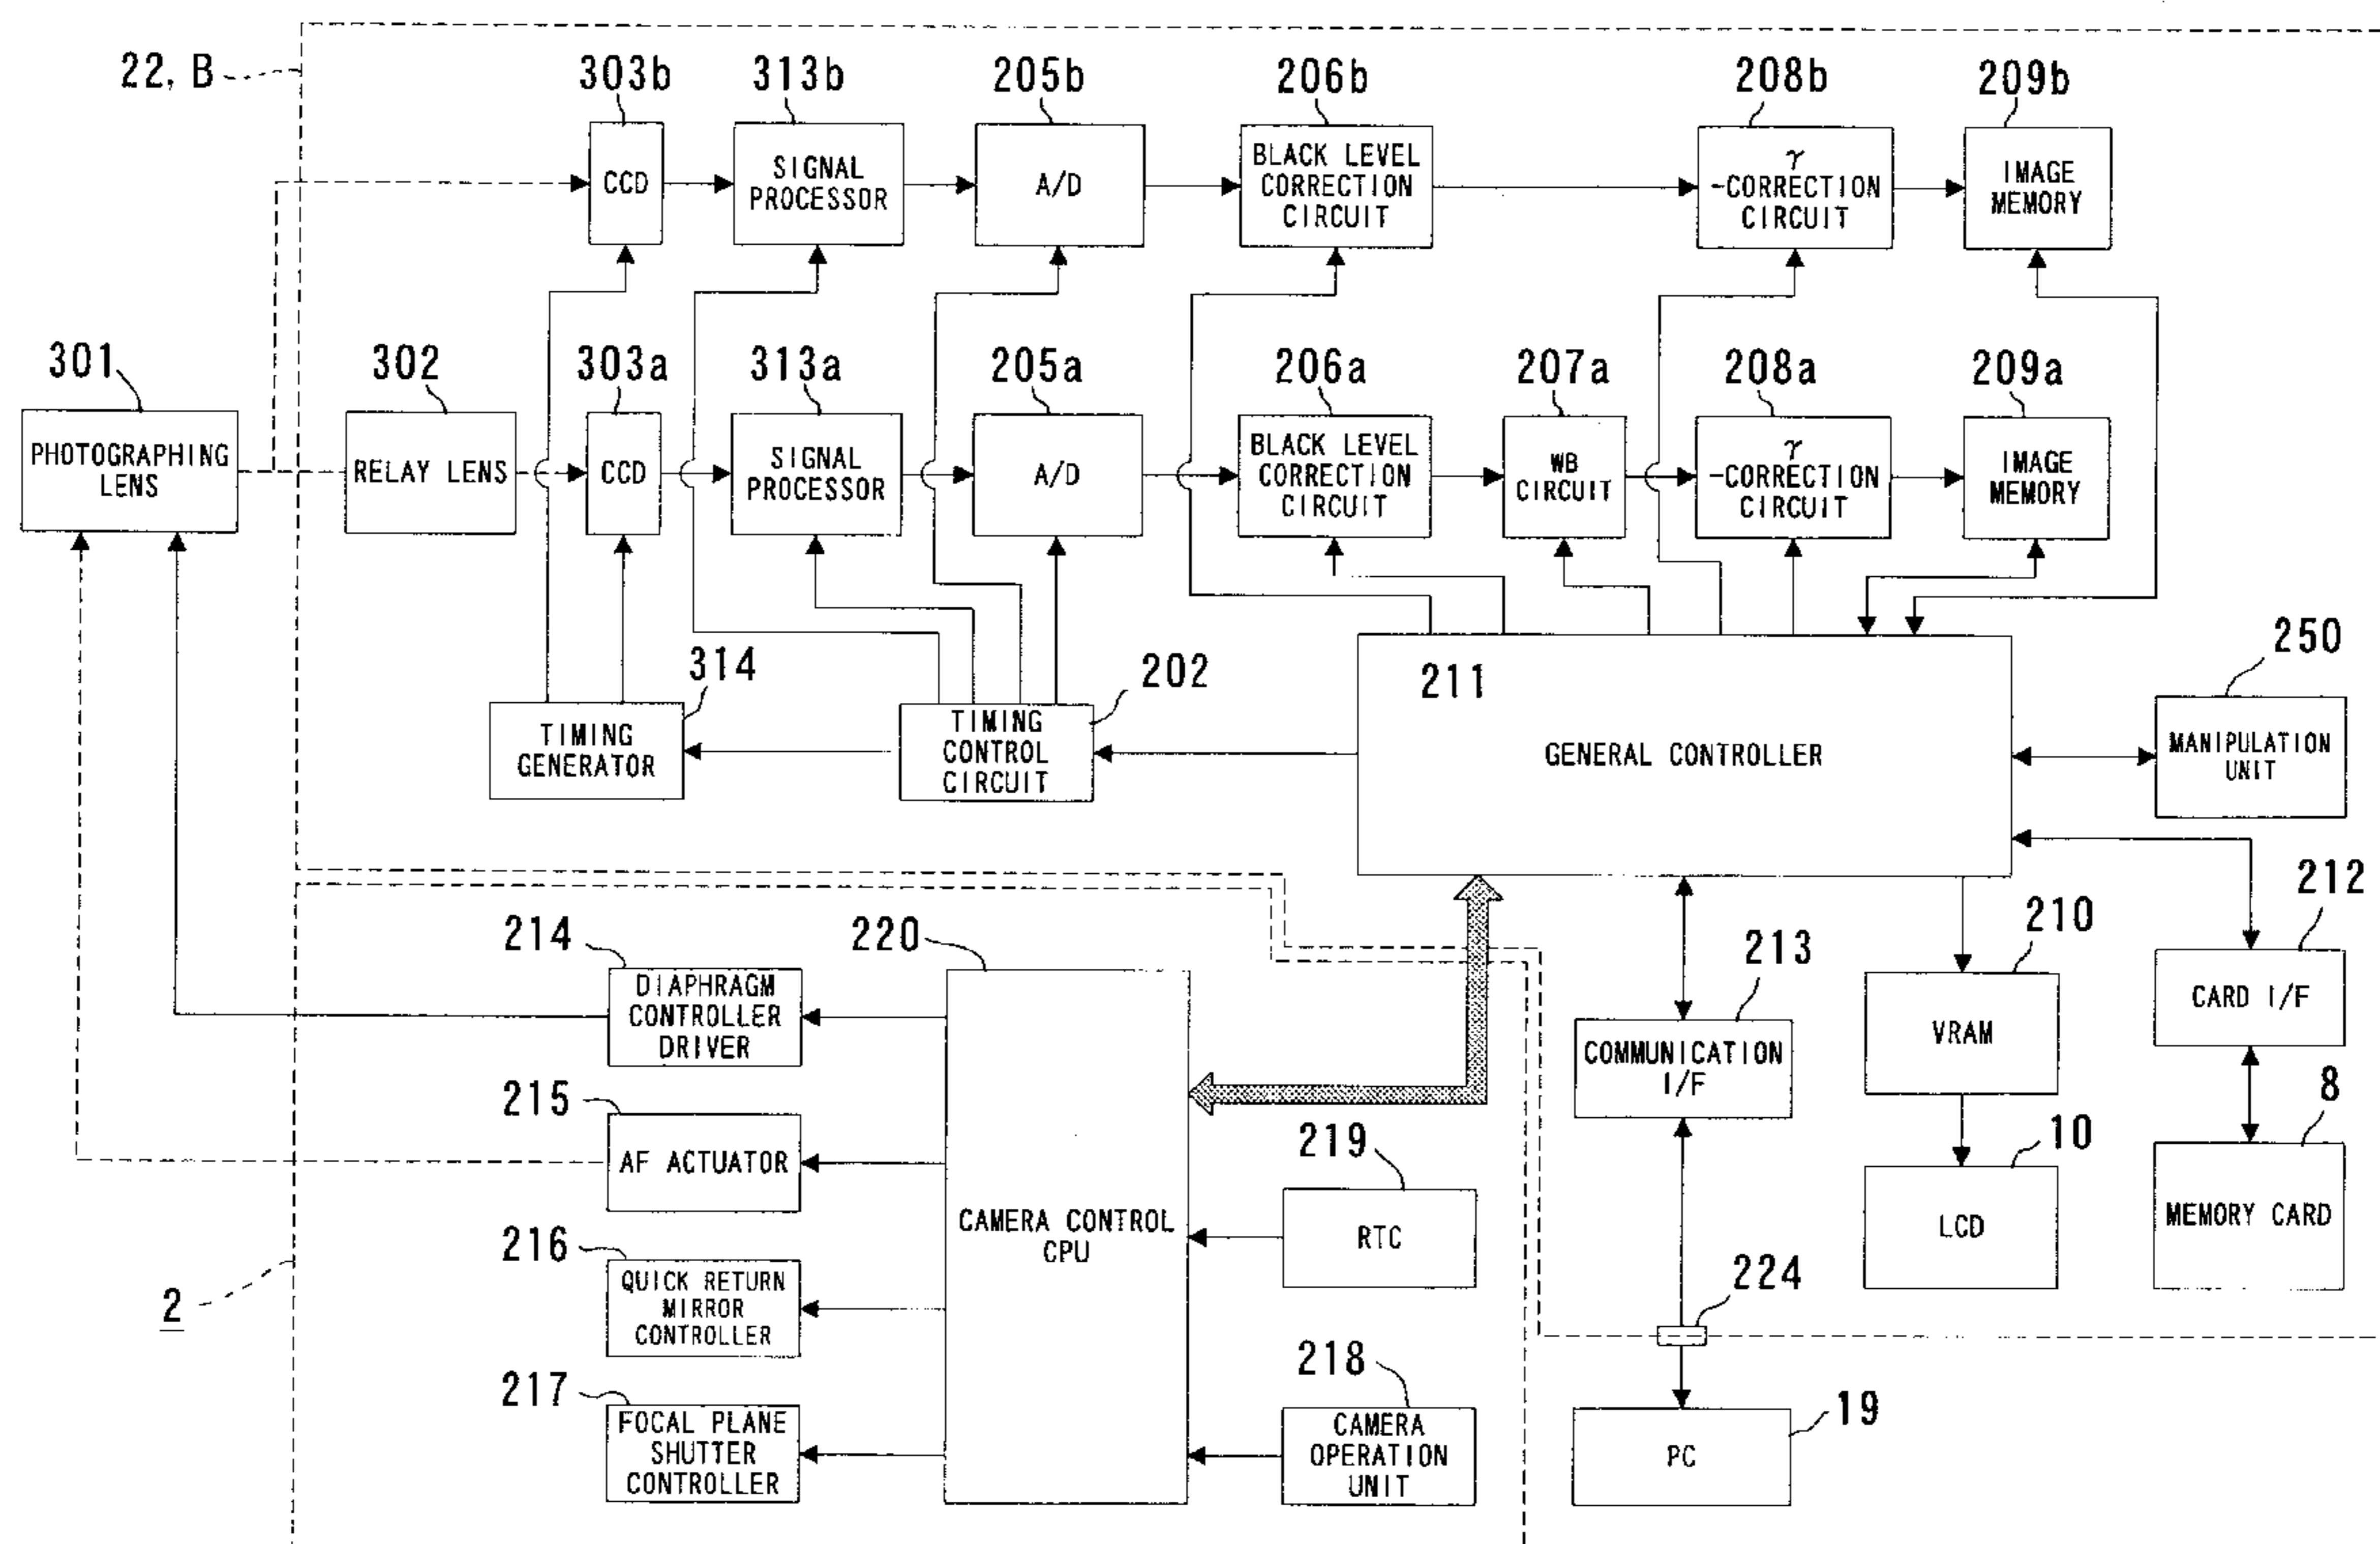 22, B
303b
313b
205b
206b
208b
209b
CCD
SIGNAL
PROCESSOR
A/D
BLACK LEVEL
CORRECTION
CIRCUIT
γ
-CORRECTION
CIRCUIT
IMAGE
MEMORY
301
302
303a
313a
205a
206a
207a
208a
209a
PHOTOGRAPHING
LENS
RELAY LENS
CCD
SIGNAL
PROCESSOR
A/D
BLACK LEVEL
CORRECTION
CIRCUIT
WB
CIRCUIT
γ
-CORRECTION
CIRCUIT
IMAGE
MEMORY
314
202
211
250
TIMING
GENERATOR
TIMING
CONTROL
CIRCUIT
GENERAL CONTROLLER
MANIPULATION
UNIT
214
220
213
210
212
DIAPHRAGM
CONTROLLER
DRIVER
COMMUNICATION
I/F
VRAM
CARD I/F
215
AF ACTUATOR
219
10
8
CAMERA CONTROL
CPU
RTC
LCD
MEMORY CARD
216
QUICK RETURN
MIRROR
CONTROLLER
2
224
217
FOCAL PLANE
SHUTTER
CONTROLLER
218
CAMERA
OPERATION
UNIT
19
PC